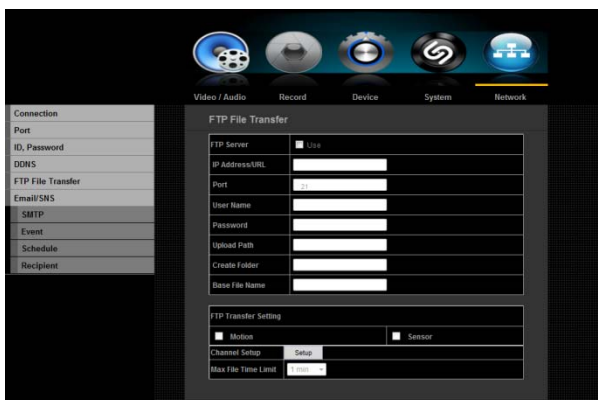 Video / Audio Record Device System Network
Connection
Port
ID, Password
DDNS
FTP File Transfer
Email/SNS
SMTP
Event
Schedule
Recipient
FTP File Transfer
FTP Server Use
IP Address/URL
Port 21
User Name
Password
Upload Path
Create Folder
Base File Name
FTP Transfer Setting
Motion Sensor
Channel Setup Setup
Max File Time Limit 1 min